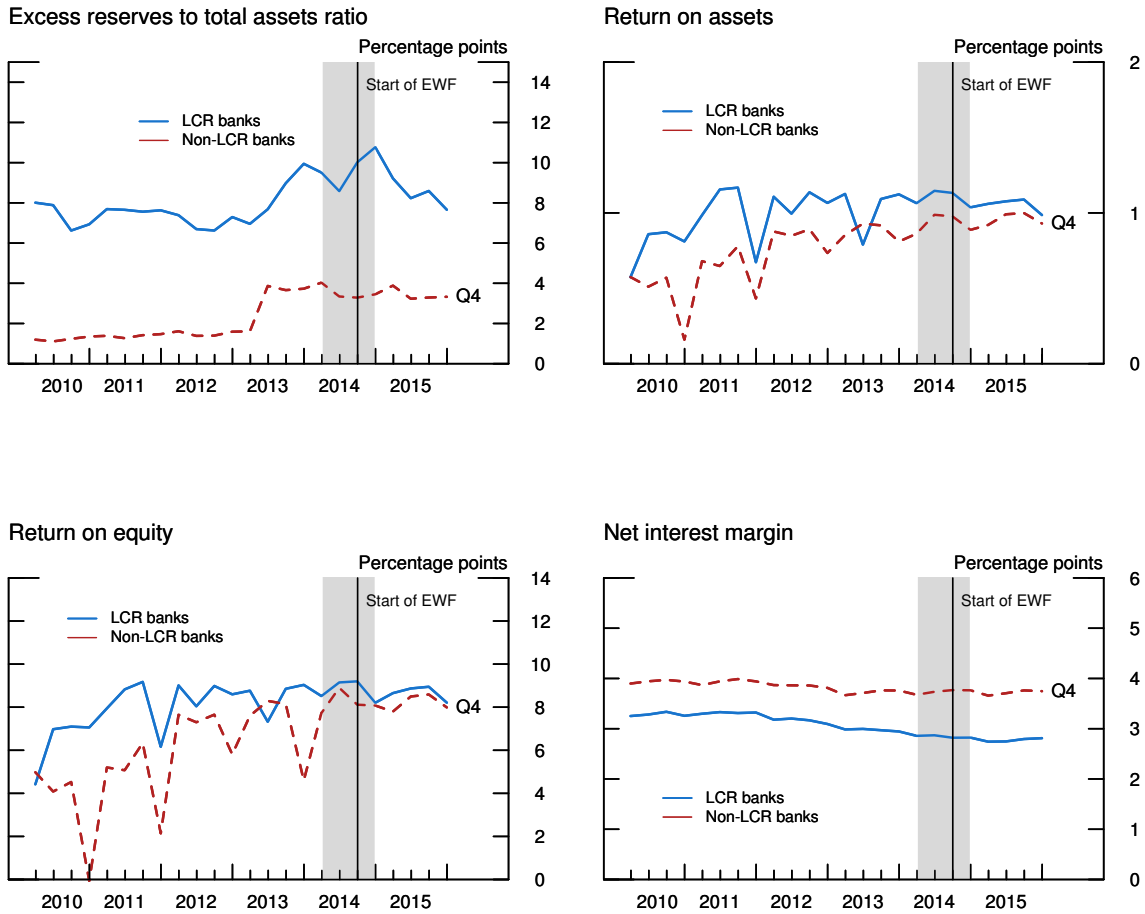 Excess reserves to total assets ratio
Percentage points
Start of EWF
LCR banks
Non-LCR banks
Q4
14
12
10
8
6
4
2
0
2010 2011 2012 2013 2014 2015
Return on assets
Percentage points
Start of EWF
LCR banks
Non-LCR banks
Q4
2
1
0
2010 2011 2012 2013 2014 2015
Return on equity
Percentage points
Start of EWF
LCR banks
Non-LCR banks
Q4
14
12
10
8
6
4
2
0
2010 2011 2012 2013 2014 2015
Net interest margin
Percentage points
Start of EWF
Q4
LCR banks
Non-LCR banks
6
5
4
3
2
1
0
2010 2011 2012 2013 2014 2015